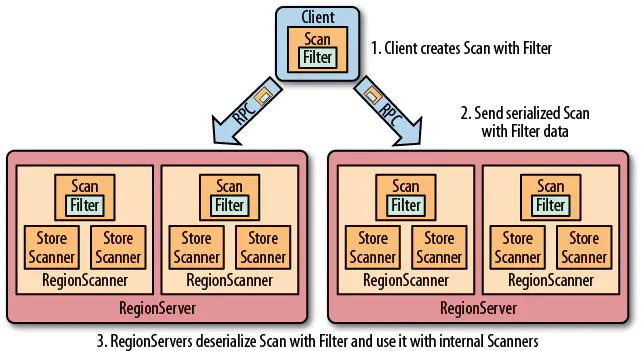 Client
Scan
Filter
1. Client creates Scan with Filter
RPC
RPC
2. Send serialized Scan
with Filter data
Scan
Filter
Store
Scanner
Store
Scanner
RegionScanner
Scan
Filter
Store
Scanner
Store
Scanner
RegionScanner
RegionServer
Scan
Filter
Store
Scanner
Store
Scanner
RegionScanner
Scan
Filter
Store
Scanner
Store
Scanner
RegionScanner
RegionServer
3. RegionServers deserialize Scan with Filter and use it with internal Scanners